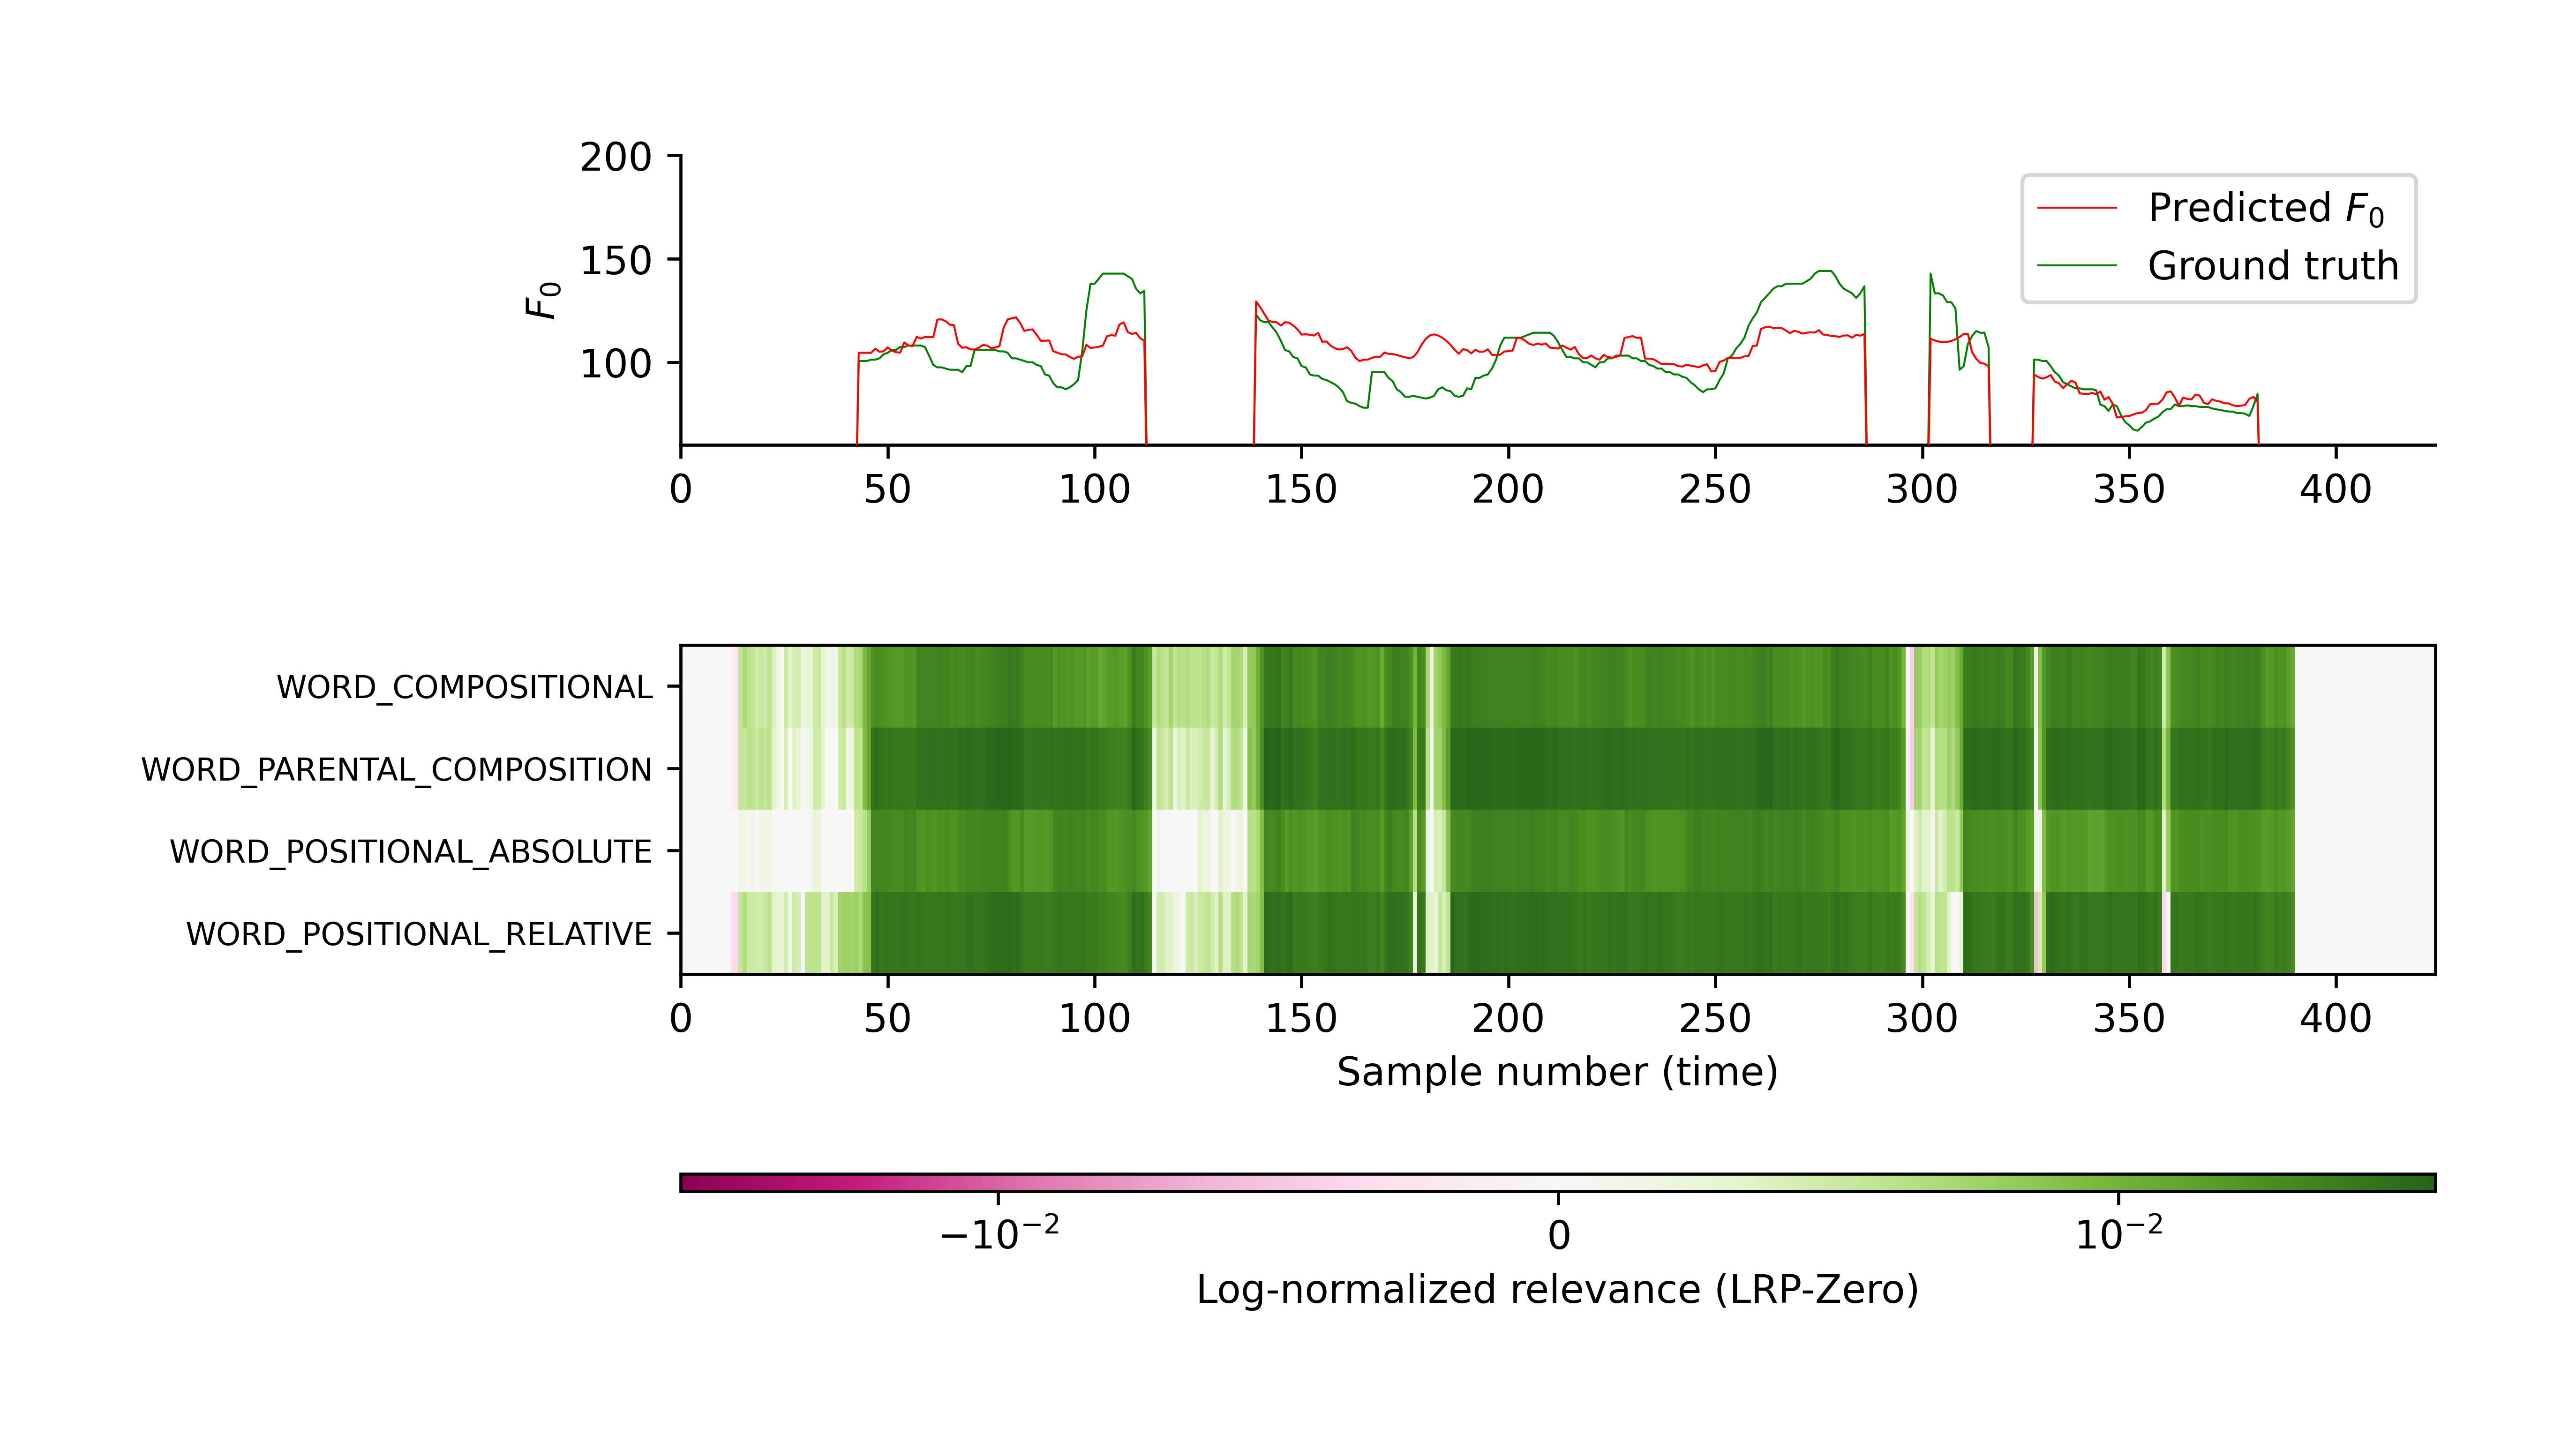 200
150
100
F0
Predicted F0
Ground truth
0 50 100 150 200 250 300 350 400
WORD_COMPOSITIONAL
WORD_PARENTAL_COMPOSITION
WORD_POSITIONAL_ABSOLUTE
WORD_POSITIONAL_RELATIVE
0 50 100 150 200 250 300 350 400
Sample number (time)
−10−2 0 10−2
Log-normalized relevance (LRP-Zero)